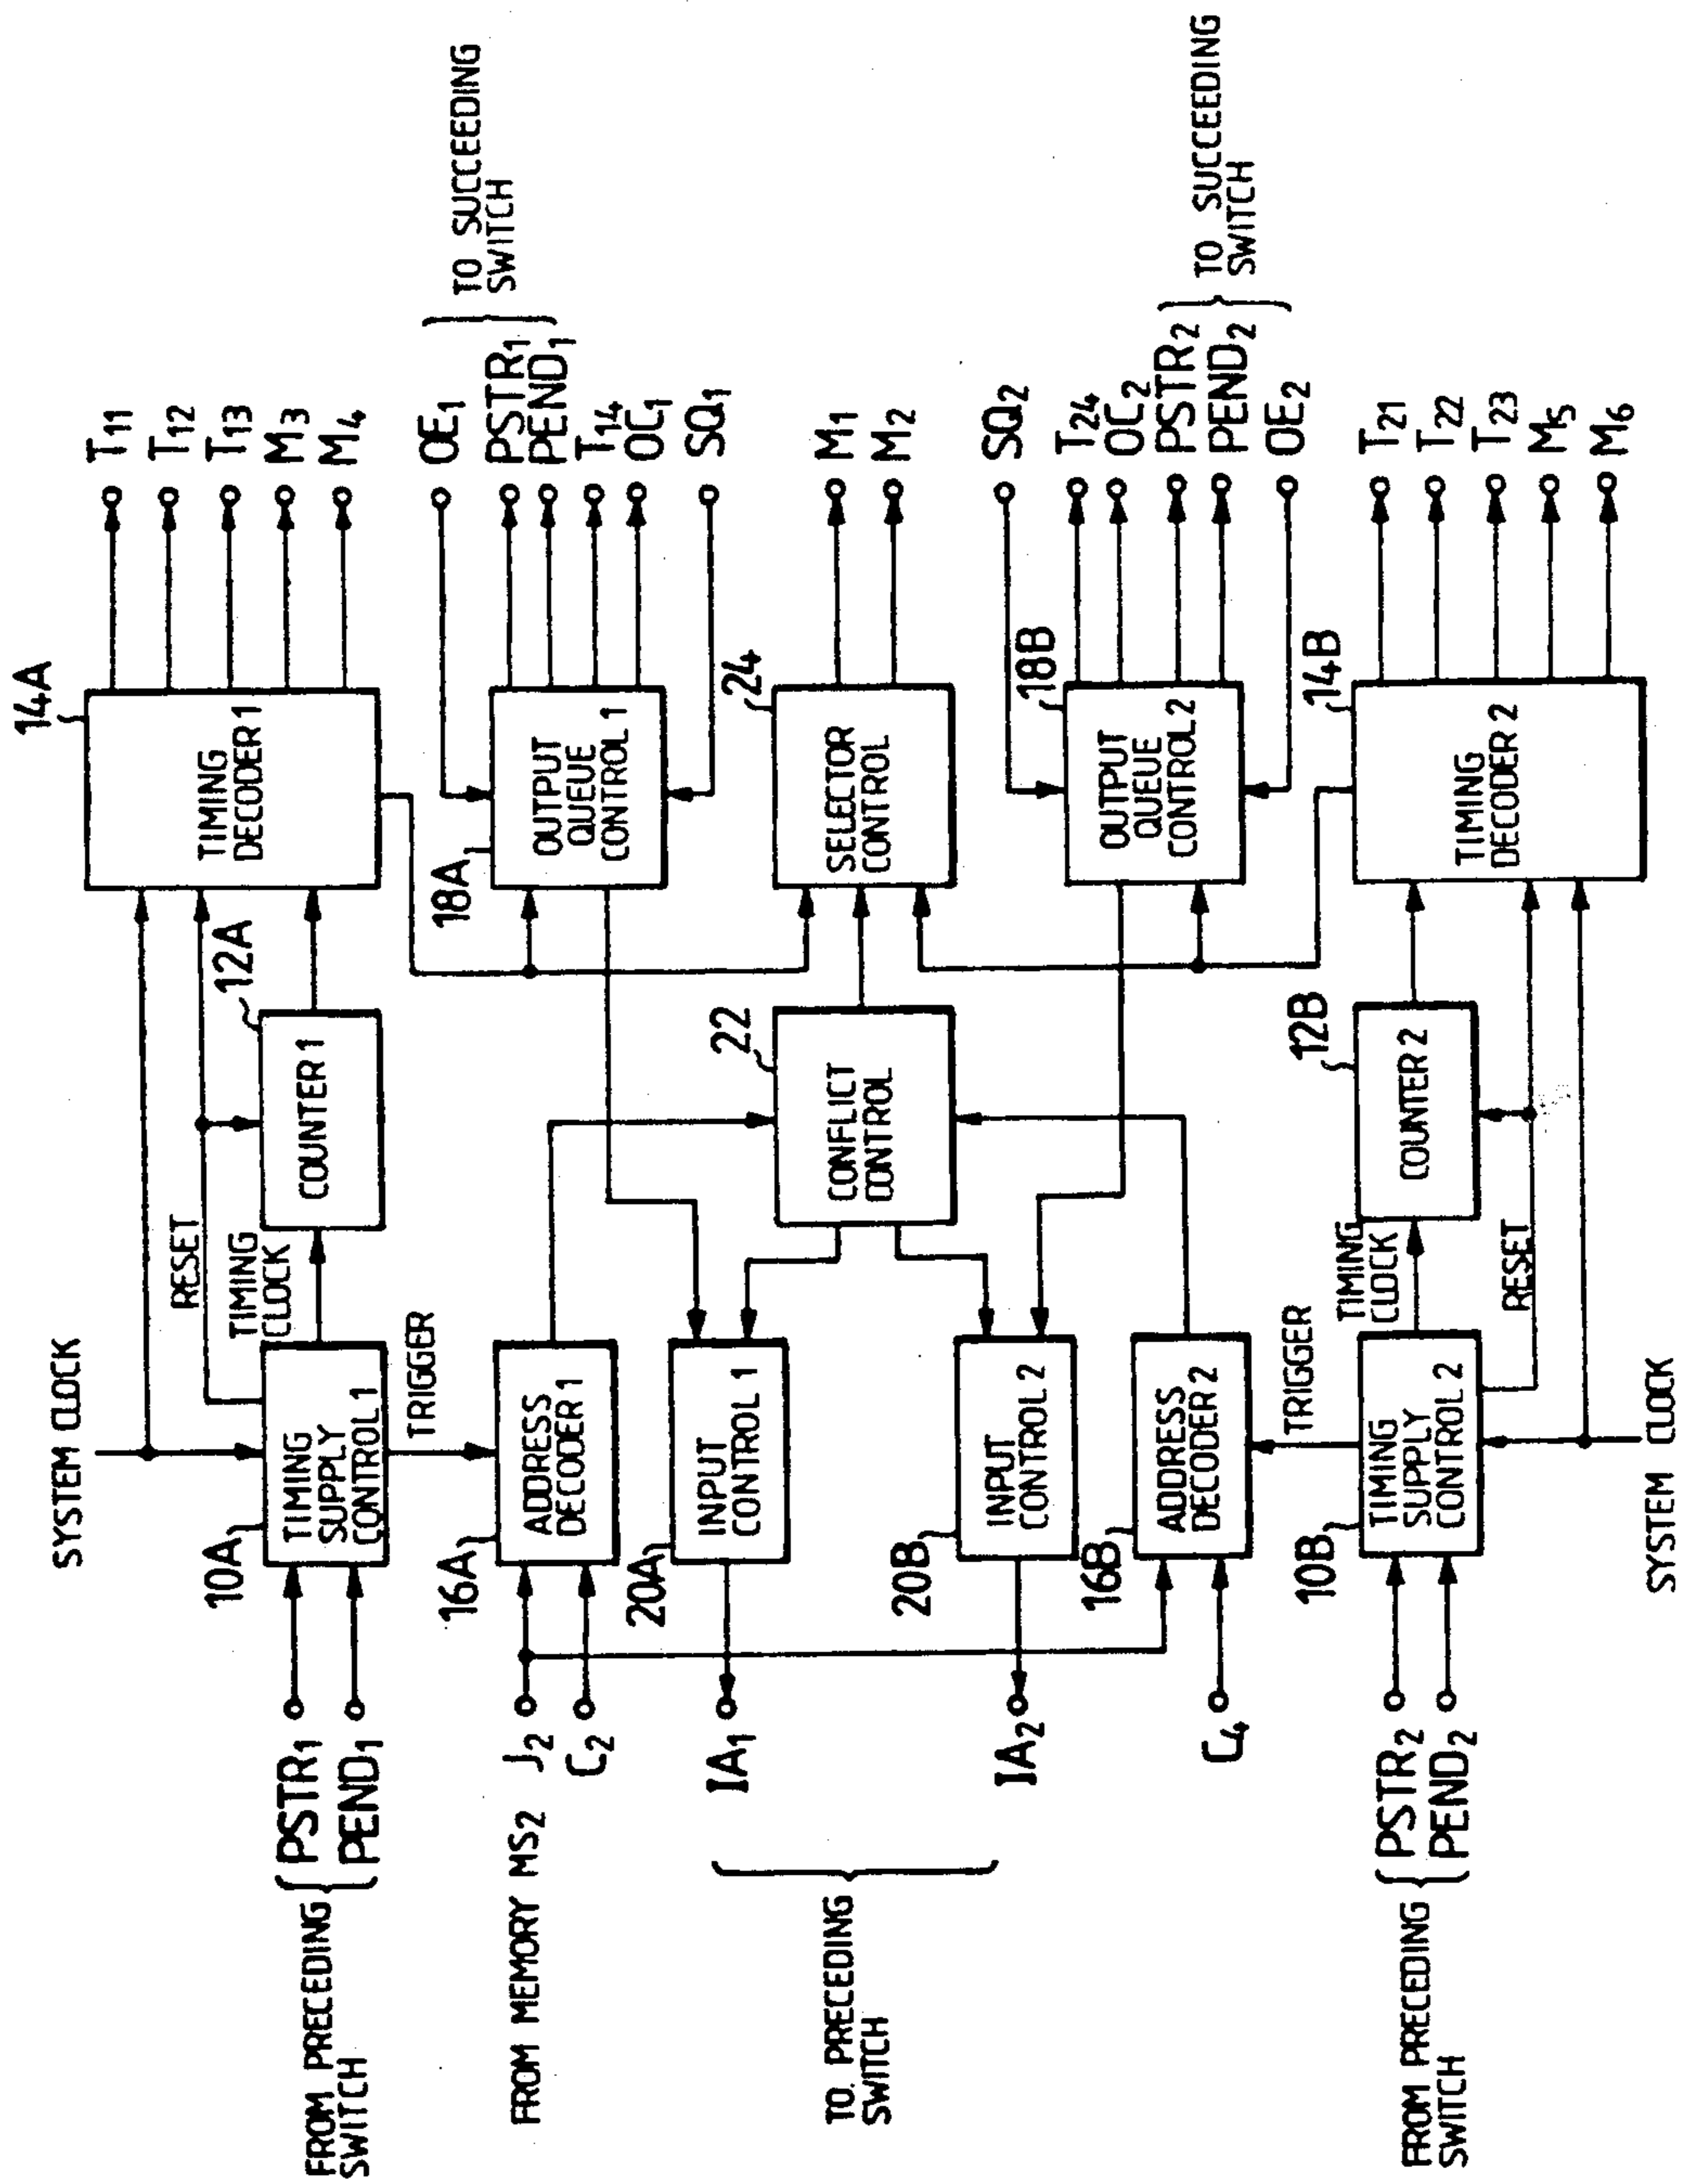 SYSTEM CLOCK
FROM PRECEDING
SWITCH
PSTR1
PEND1
10A
TIMING
SUPPLY
CONTROL 1
RESET
TIMING
CLOCK
TRIGGER
12A
COUNTER 1
14A
TIMING
DECODER 1
T11
T12
T13
M3
M4
FROM MEMORY MS2
J2
C2
16A
ADDRESS
DECODER 1
18A
OUTPUT
QUEUE
CONTROL 1
OE1
PSTR1
PEND1
T14
OC1
SQ1
TO SUCCEEDING
SWITCH
TO PRECEDING
SWITCH
IA1
IA2
20A
INPUT
CONTROL 1
20B
INPUT
CONTROL 2
22
CONFLICT
CONTROL
24
SELECTOR
CONTROL
M1
M2
C4
16B
ADDRESS
DECODER 2
18B
OUTPUT
QUEUE
CONTROL 2
SQ2
T24
OC2
PSTR2
PEND2
OE2
TO SUCCEEDING
SWITCH
FROM PRECEDING
SWITCH
PSTR2
PEND2
10B
TIMING
SUPPLY
CONTROL 2
TRIGGER
TIMING
CLOCK
RESET
12B
COUNTER 2
14B
TIMING
DECODER 2
T21
T22
T23
M5
M6
SYSTEM CLOCK